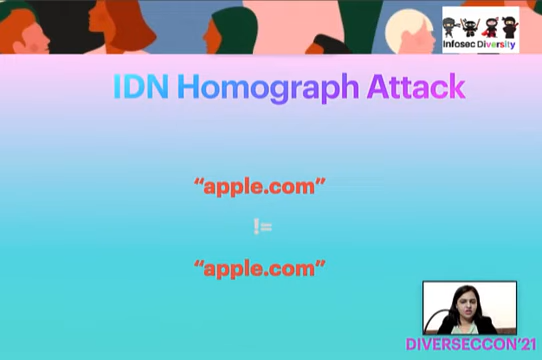 Infosec Diversity
IDN Homograph Attack
“apple.com”
!=
“apple.com”
DIVERSECCON’21